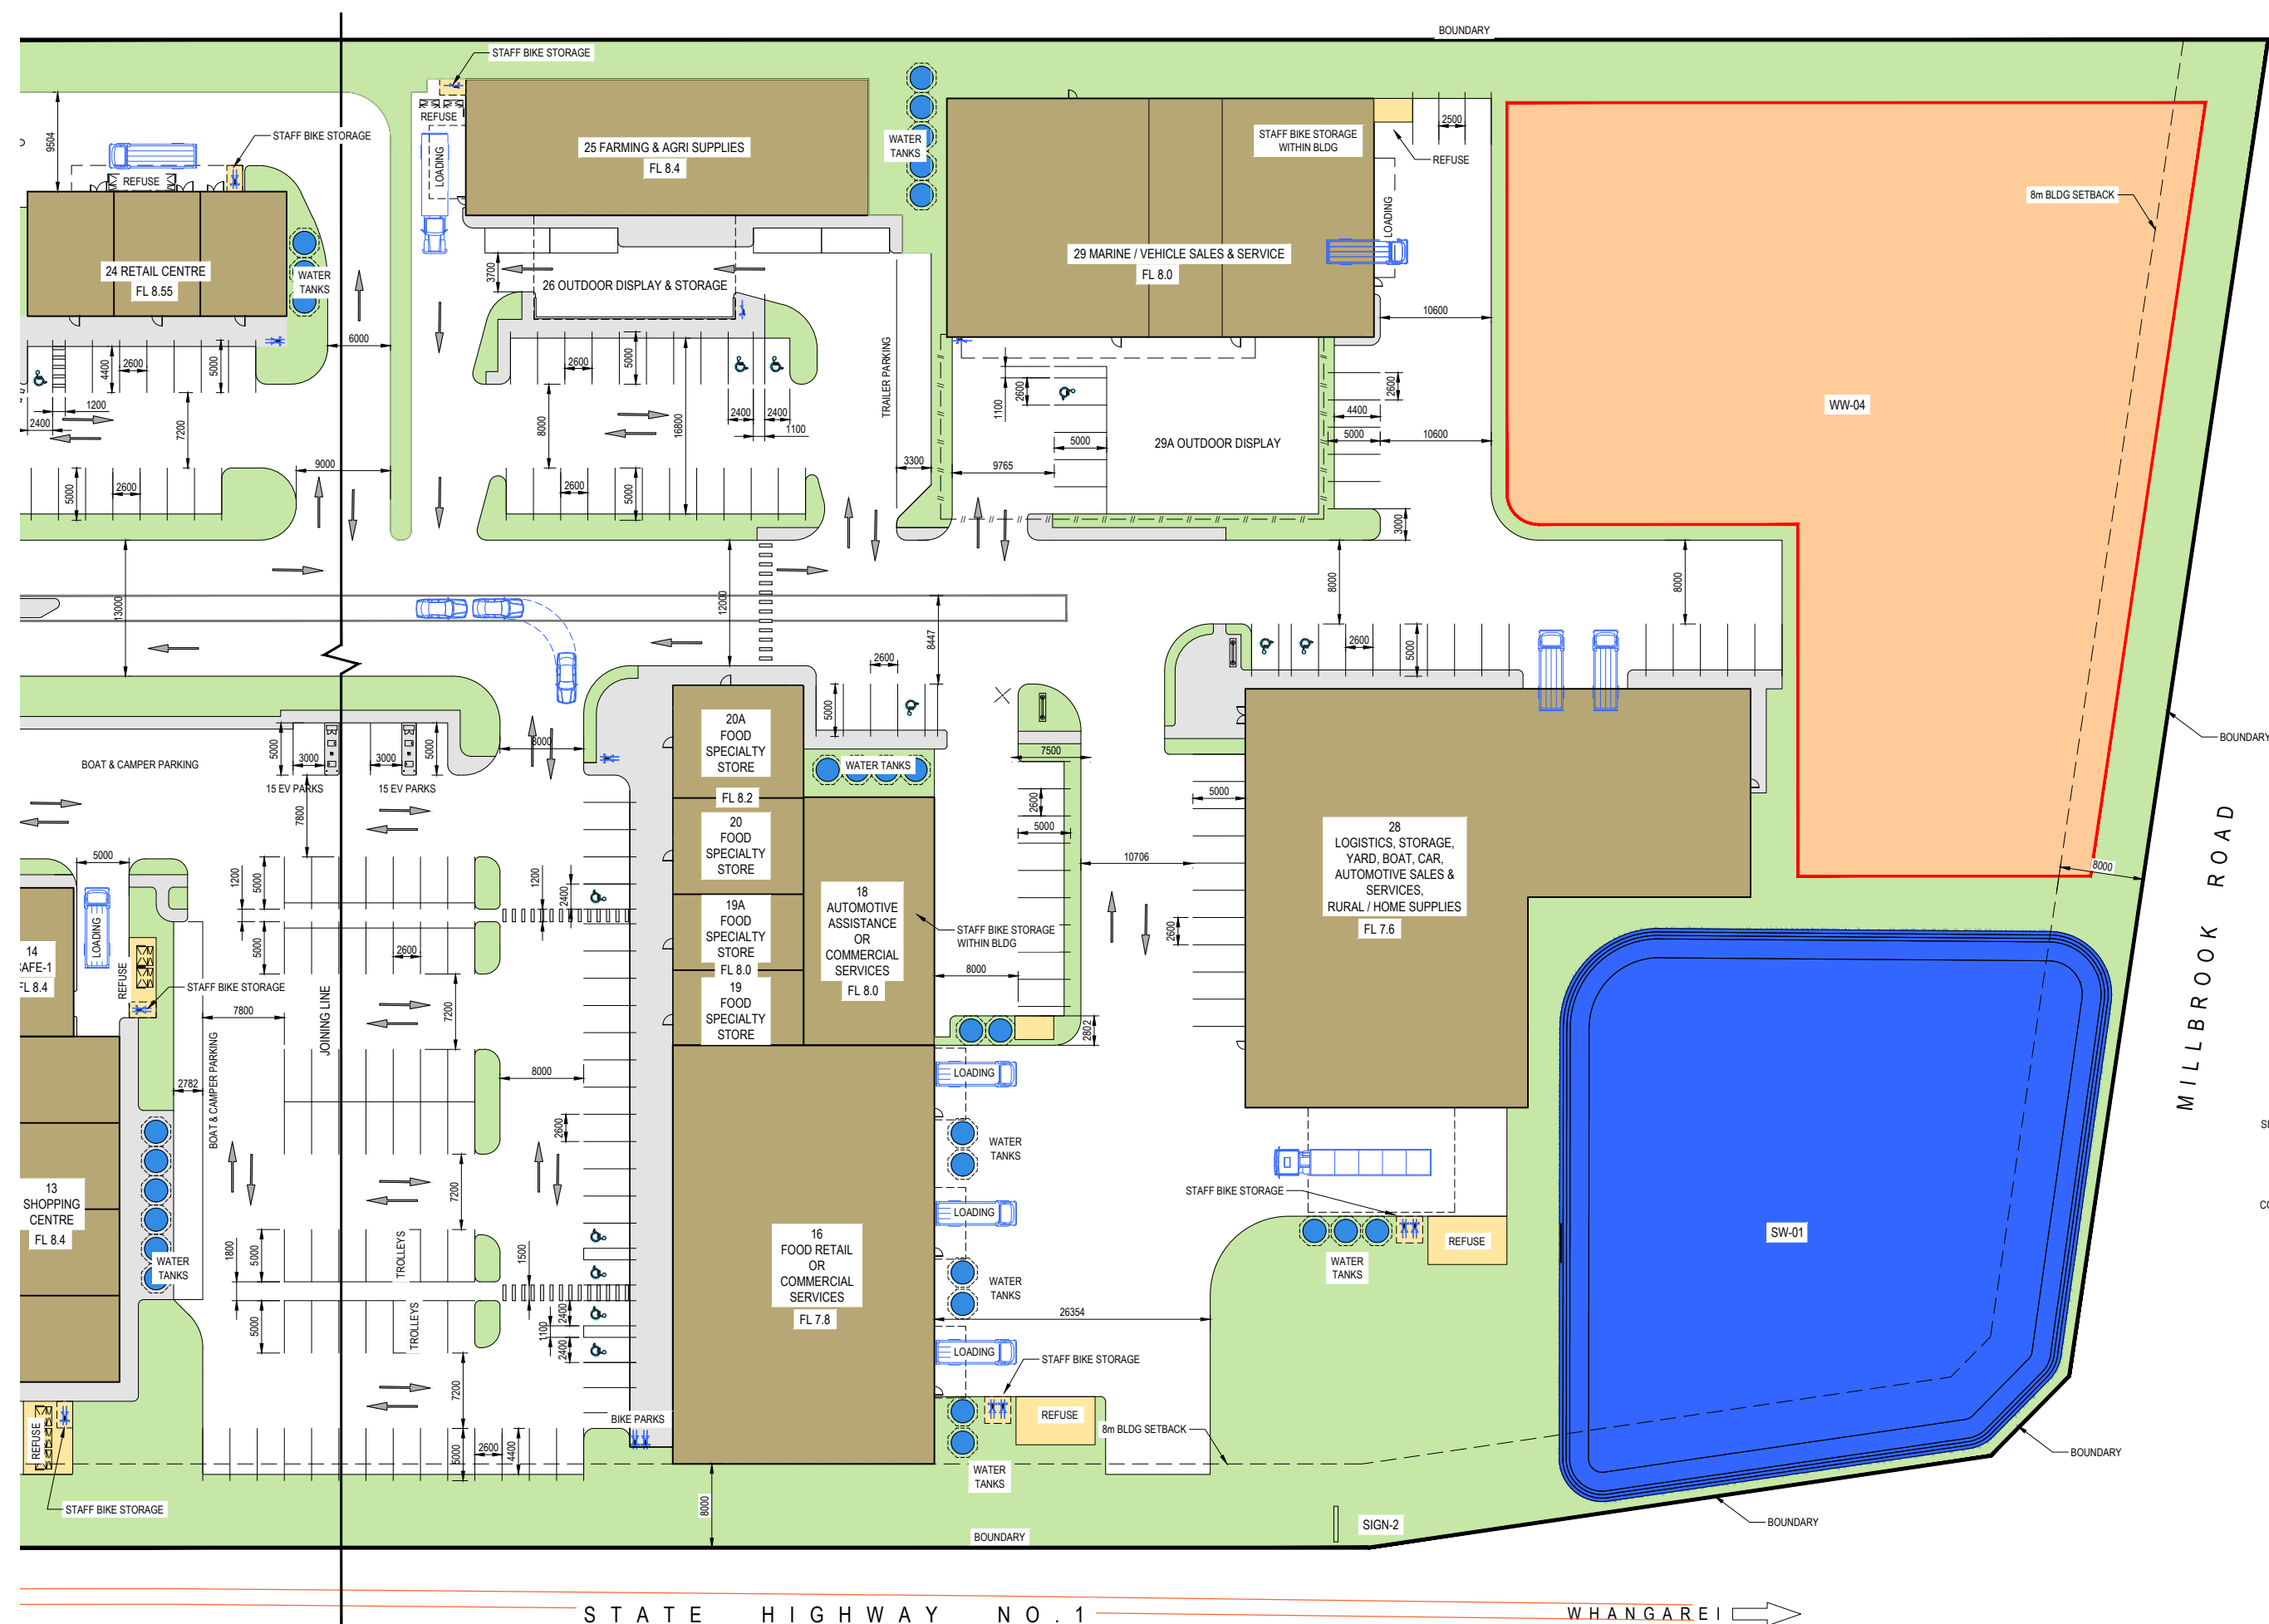 BOUNDARY
STAFF BIKE STORAGE
9504
STAFF BIKE STORAGE
REFUSE
REFUSE
LOADING
25 FARMING & AGRI SUPPLIES
FL 8.4
WATER
TANKS
STAFF BIKE STORAGE
WITHIN BLDG
2500
REFUSE
LOADING
8m BLDG SETBACK
24 RETAIL CENTRE
FL 8.55
WATER
TANKS
3700
26 OUTDOOR DISPLAY & STORAGE
29 MARINE / VEHICLE SALES & SERVICE
FL 8.0
10600
6000
4400
2600
5000
2600
5000
TRAILER PARKING
1100
2600
2600
WW-04
1200
2400
7200
8000
16800
2400
2400
1100
4400
5000
10600
5000
29A OUTDOOR DISPLAY
9000
3300
9765
5000
2600
2600
5000
3000
13000
12000
8000
8000
8447
2600
2600
5000
20A
FOOD
SPECIALTY
STORE
FL 8.2
5000
7500
BOUNDARY
8000
5000
3000
3000
5000
BOAT & CAMPER PARKING
15 EV PARKS
15 EV PARKS
7800
WATER TANKS
2600
5000
5000
10706
20
FOOD
SPECIALTY
STORE
28
LOGISTICS, STORAGE,
YARD, BOAT, CAR,
AUTOMOTIVE SALES &
SERVICES,
RURAL / HOME SUPPLIES
FL 7.6
8000
MILLBROOK ROAD
5000
1200
5000
1200
2400
18
AUTOMOTIVE
ASSISTANCE
OR
COMMERCIAL
SERVICES
FL 8.0
19A
FOOD
SPECIALTY
STORE
FL 8.0
STAFF BIKE STORAGE
WITHIN BLDG
2600
LOADING
14
AFE-1
FL 8.4
REFUSE
5000
2600
STAFF BIKE STORAGE
8000
19
FOOD
SPECIALTY
STORE
7800
JOINING LINE
7200
2802
LOADING
2782
BOAT & CAMPER PARKING
8000
2600
WATER
TANKS
7200
13
SHOPPING
CENTRE
FL 8.4
STAFF BIKE STORAGE
LOADING
WATER
TANKS
1800
5000
TROLLEYS
1500
16
FOOD RETAIL
OR
COMMERCIAL
SERVICES
FL 7.8
WATER
TANKS
WATER
TANKS
REFUSE
SW-01
5000
TROLLEYS
2400
1100
2400
26354
LOADING
STAFF BIKE STORAGE
7200
REFUSE
BIKE PARKS
REFUSE
8m BLDG SETBACK
5000
2600
4400
BOUNDARY
WATER
TANKS
STAFF BIKE STORAGE
8000
BOUNDARY
SIGN-2
BOUNDARY
STATE HIGHWAY NO.1
WHANGAREI